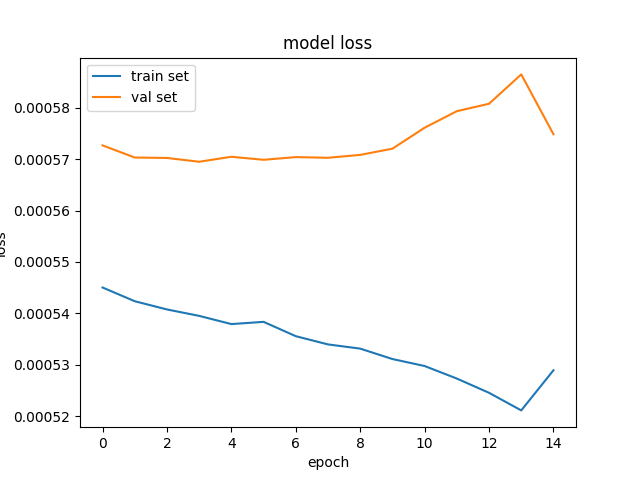 model loss
train set
val set
0.00058
0.00057
0.00056
0.00055
0.00054
0.00053
0.00052
loss
0 2 4 6 8 10 12 14
epoch